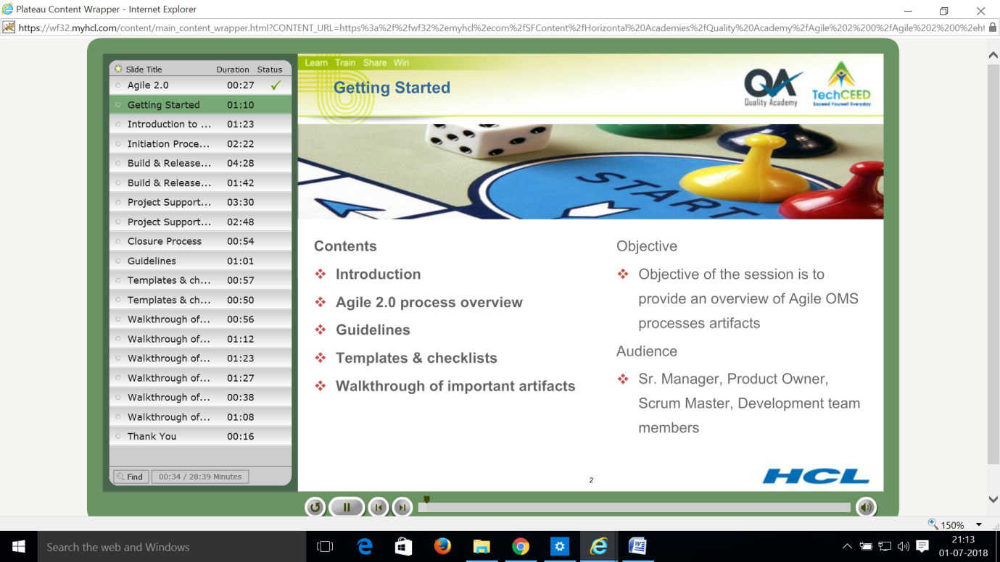 Plateau Content Wrapper - Internet Explorer
https://wf32.myhcl.com/content/main_content_wrapper.html?CONTENT_URL=https%3a%2f%2fwf32%2emyhcl%2ecom%2fSFContent%2fHorizontal%20Academies%2fQuality%20Academy%2fAgile%202%200%2fAgile%202%200%2eht
Slide Title Duration Status
Agile 2.0 00:27
Getting Started 01:10
Introduction to ... 01:23
Initiation Proce... 02:22
Build & Release... 04:28
Build & Release... 01:42
Project Support... 03:30
Project Support... 02:48
Closure Process 00:54
Guidelines 01:01
Templates & ch... 00:57
Templates & ch... 00:50
Walkthrough of... 00:56
Walkthrough of... 01:12
Walkthrough of... 01:23
Walkthrough of... 01:27
Walkthrough of... 00:38
Walkthrough of... 01:08
Thank You 00:16
Find 00:34 / 28:39 Minutes
Learn Train Share Win
Getting Started
QA
Quality Academy
TechCEED
Exceed Yourself Everyday
START
Contents
Introduction
Agile 2.0 process overview
Guidelines
Templates & checklists
Walkthrough of important artifacts
Objective
Objective of the session is to
provide an overview of Agile OMS
processes artifacts
Audience
Sr. Manager, Product Owner,
Scrum Master, Development team
members
2
HCL
150%
Search the web and Windows
21:13
01-07-2018